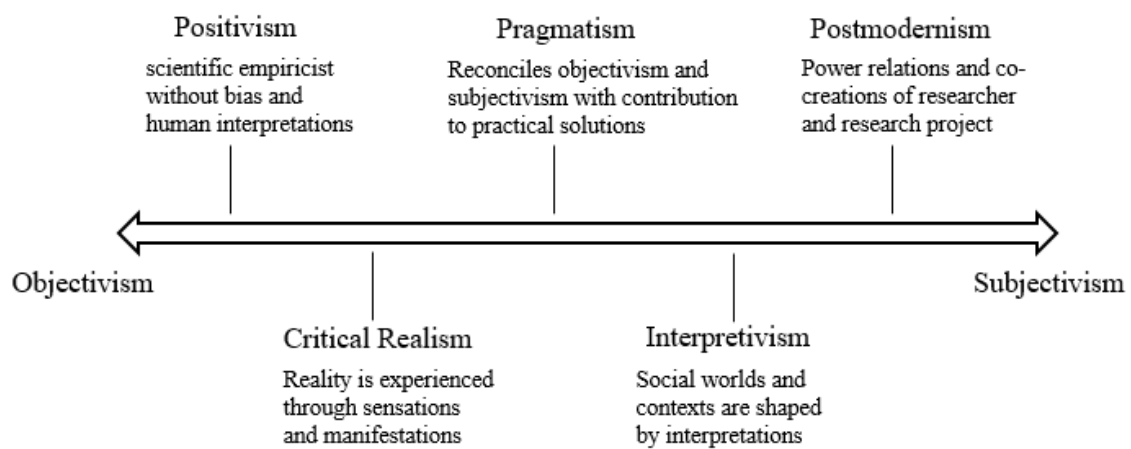 Positivism
scientific empiricist
without bias and
human interpretations
Pragmatism
Reconciles objectivism and
subjectivism with contribution
to practical solutions
Postmodernism
Power relations and co-
creations of researcher
and research project
Objectivism
Subjectivism
Critical Realism
Reality is experienced
through sensations
and manifestations
Interpretivism
Social worlds and
contexts are shaped
by interpretations